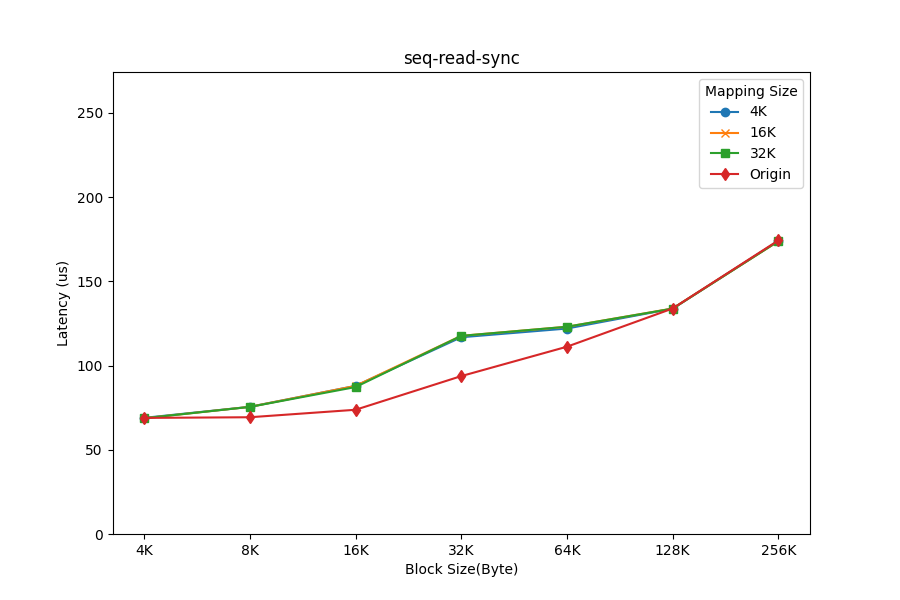 seq-read-sync
Mapping Size
4K
16K
32K
Origin
250
200
150
100
50
0
Latency (us)
4K 8K 16K 32K 64K 128K 256K
Block Size(Byte)